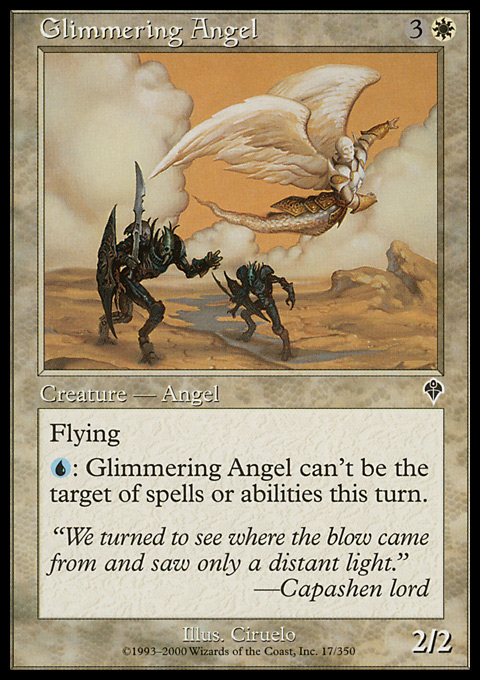 Glimmering Angel 3
Creature — Angel
Flying
: Glimmering Angel can't be the
target of spells or abilities this turn.
“We turned to see where the blow came
from and saw only a distant light.”
—Capashen lord
Illus. Ciruelo
©1993–2000 Wizards of the Coast, Inc. 17/350
2/2